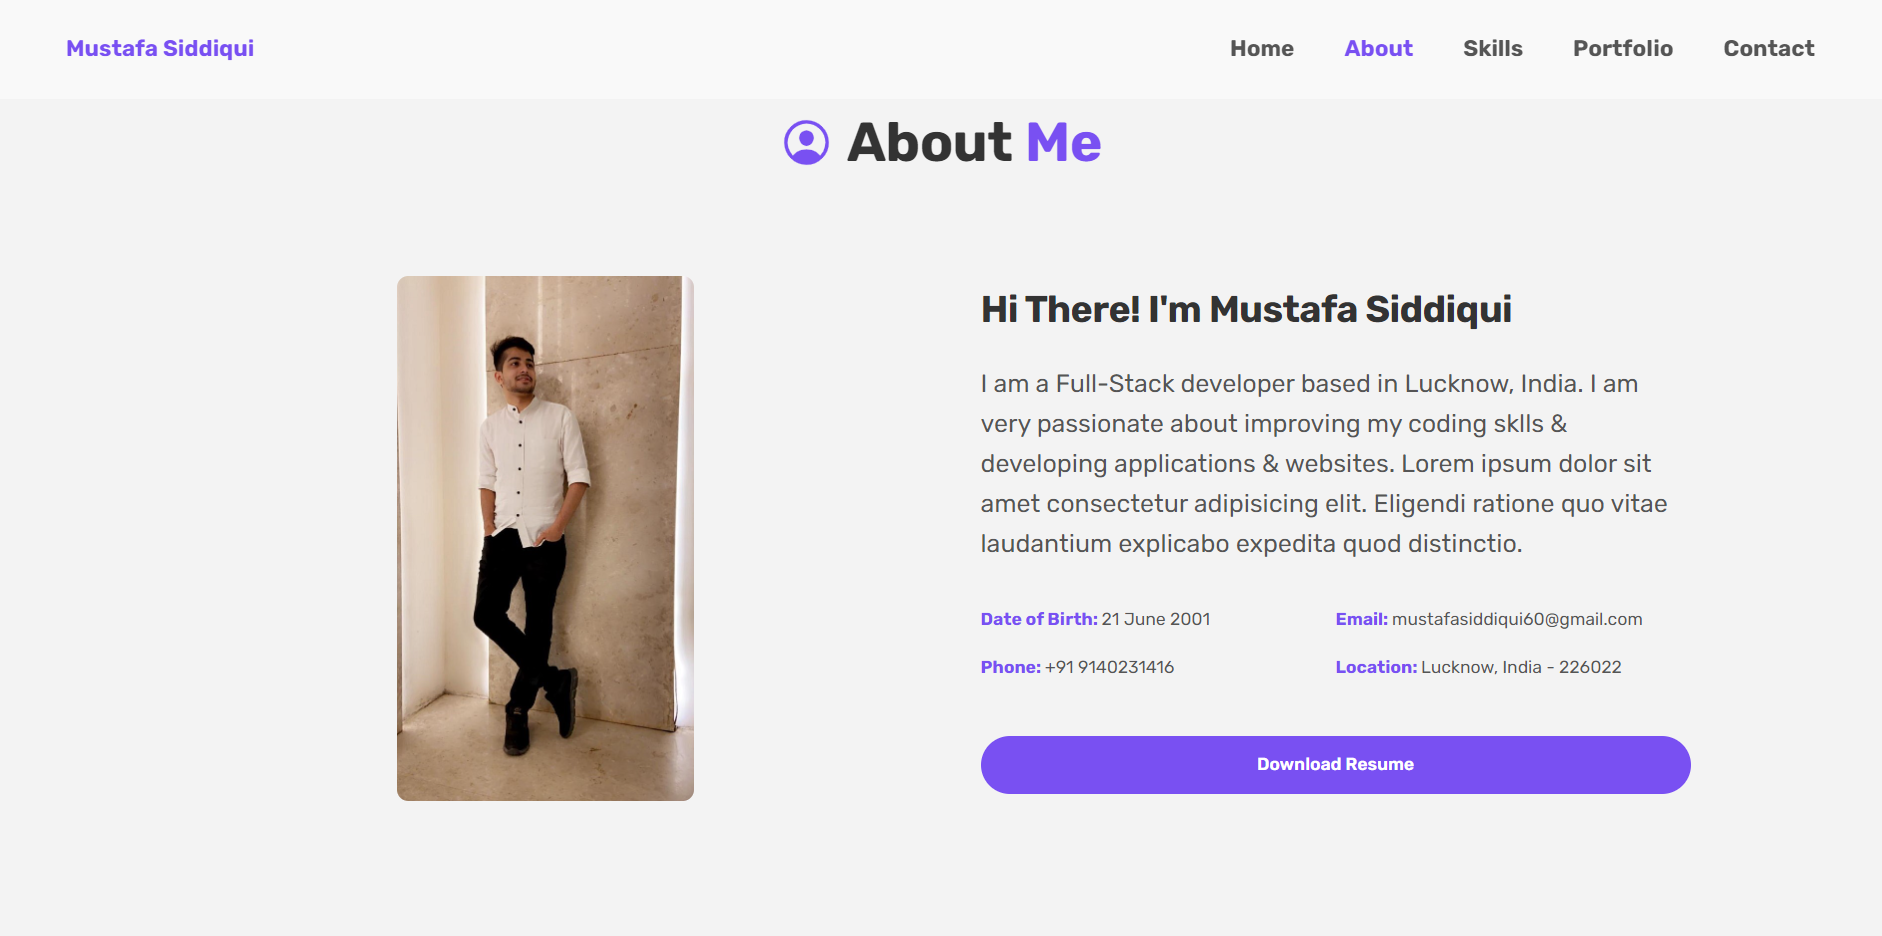 Mustafa Siddiqui
Home About Skills Portfolio Contact
About Me
Hi There! I'm Mustafa Siddiqui
I am a Full-Stack developer based in Lucknow, India. I am
very passionate about improving my coding sklls &
developing applications & websites. Lorem ipsum dolor sit
amet consectetur adipisicing elit. Eligendi ratione quo vitae
laudantium explicabo expedita quod distinctio.
Date of Birth: 21 June 2001
Email: mustafasiddiqui60@gmail.com
Phone: +91 9140231416
Location: Lucknow, India - 226022
Download Resume